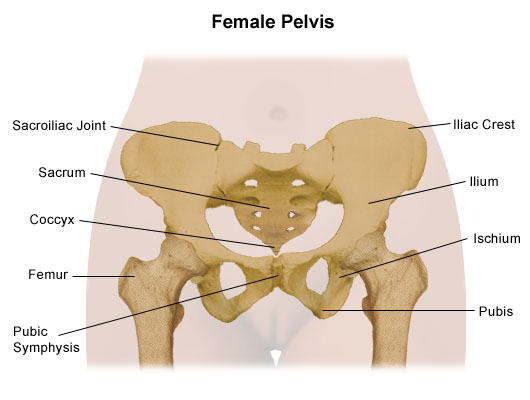 Female Pelvis
Sacroiliac Joint
Iliac Crest
Sacrum
Ilium
Coccyx
Ischium
Femur
Pubis
Pubic
Symphysis